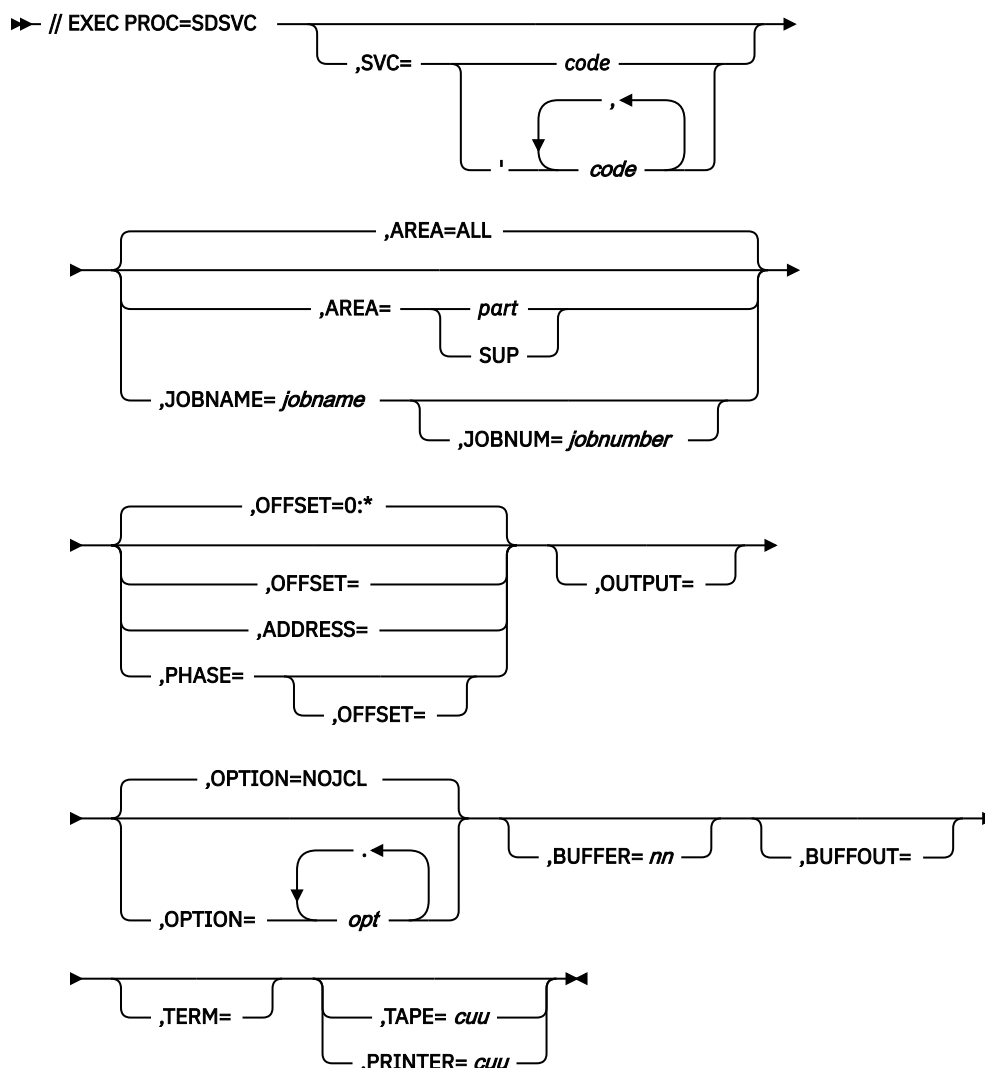 // EXEC PROC=SDSVC
,SVC= code
,
' code
,AREA=ALL
,AREA= part
SUP
,JOBNAME= jobname
,JOBNUM= jobnumber
,OFFSET=0:*
,OFFSET= ,OUTPUT=
,ADDRESS=
,PHASE=
,OFFSET=
,OPTION=NOJCL
.
,BUFFER= nn ,BUFFOUT=
,OPTION= opt
,TERM= ,TAPE= cuu
,PRINTER= cuu